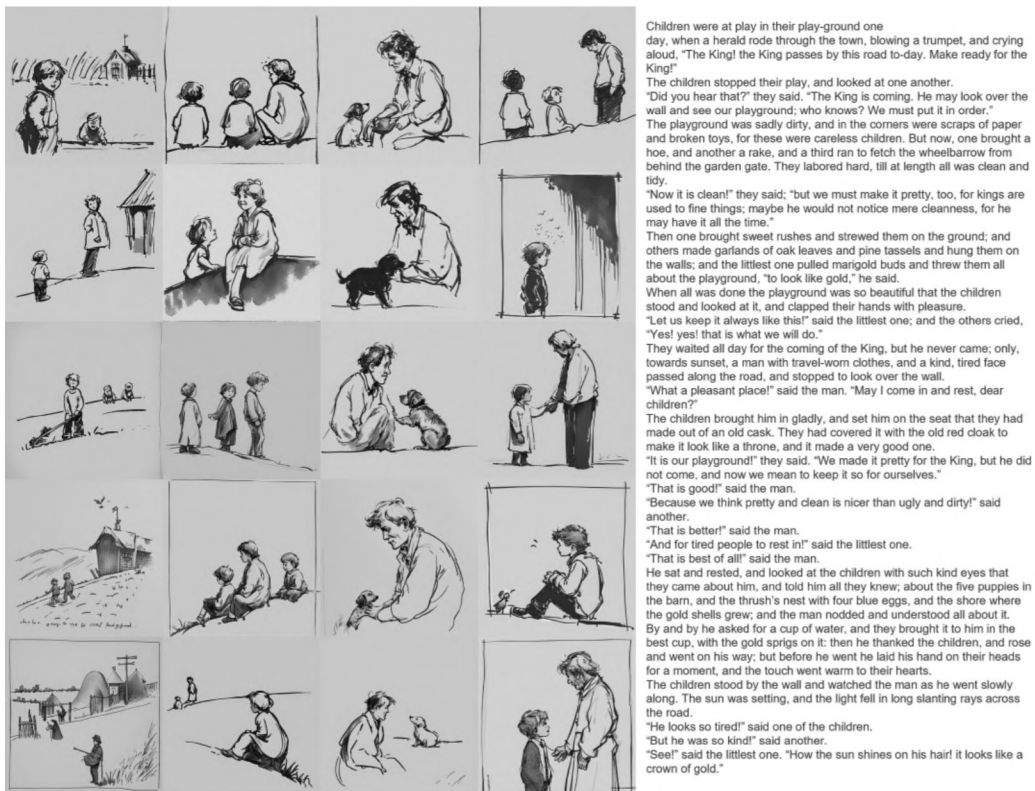 Children were at play in their play-ground one
day, when a herald rode through the town, blowing a trumpet, and crying
aloud, “The King! the King passes by this road to-day. Make ready for the
King!”
The children stopped their play, and looked at one another.
“Did you hear that?” they said. “The King is coming. He may look over the
wall and see our playground; who knows? We must put it in order.”
The playground was sadly dirty, and in the corners were scraps of paper
and broken toys, for these were careless children. But now, one brought a
hoe, and another a rake, and a third ran to fetch the wheelbarrow from
behind the garden gate. They labored hard, till at length all was clean and
tidy.
“Now it is clean!” they said; “but we must make it pretty, too, for kings are
used to fine things; maybe he would not notice mere cleanness, for he
may have it all the time.”
Then one brought sweet rushes and strewed them on the ground; and
others made garlands of oak leaves and pine tassels and hung them on
the walls; and the littlest one pulled marigold buds and threw them all
about the playground, “to look like gold,” he said.
When all was done the playground was so beautiful that the children
stood and looked at it, and clapped their hands with pleasure.
“Let us keep it always like this!” said the littlest one; and the others cried,
“Yes! yes! that is what we will do.”
They waited all day for the coming of the King, but he never came; only,
towards sunset, a man with travel-worn clothes, and a kind, tired face
passed along the road, and stopped to look over the wall.
“What a pleasant place!” said the man. “May I come in and rest, dear
children?”
The children brought him in gladly, and set him on the seat that they had
made out of an old cask. They had covered it with the old red cloak to
make it look like a throne, and it made a very good one.
“It is our playground!” they said. “We made it pretty for the King, but he did
not come, and now we mean to keep it so for ourselves.”
“That is good!” said the man.
“Because we think pretty and clean is nicer than ugly and dirty!” said
another.
“That is better!” said the man.
“And for tired people to rest in!” said the littlest one.
“That is best of all!” said the man.
He sat and rested, and looked at the children with such kind eyes that
they came about him, and told him all they knew; about the five puppies in
the barn, and the thrush’s nest with four blue eggs, and the shore where
the gold shells grew; and the man nodded and understood all about it.
By and by he asked for a cup of water, and they brought it to him in the
best cup, with the gold sprigs on it: then he thanked the children, and rose
and went on his way; but before he went he laid his hand on their heads
for a moment, and the touch went warm to their hearts.
The children stood by the wall and watched the man as he went slowly
along. The sun was setting, and the light fell in long slanting rays across
the road.
“He looks so tired!” said one of the children.
“But he was so kind!” said another.
“See!” said the littlest one. “How the sun shines on his hair! it looks like a
crown of gold.”